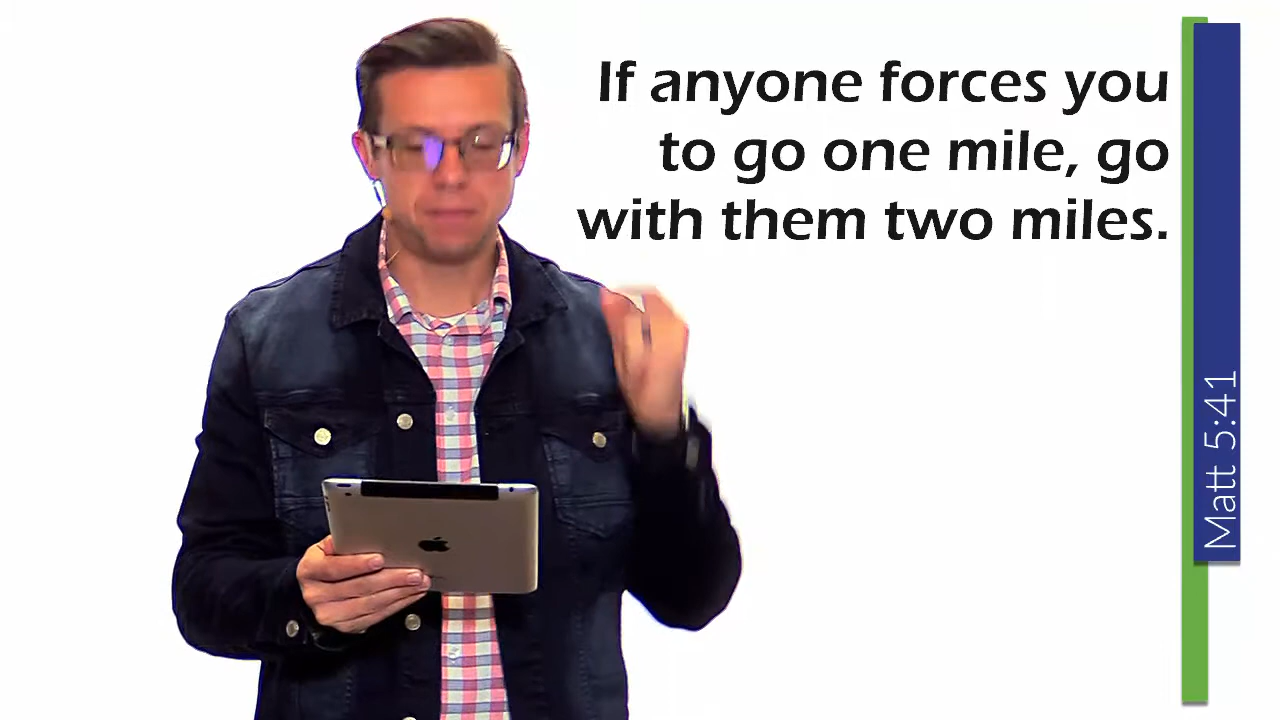 If anyone forces you
to go one mile, go
with them two miles.
Matt 5:41